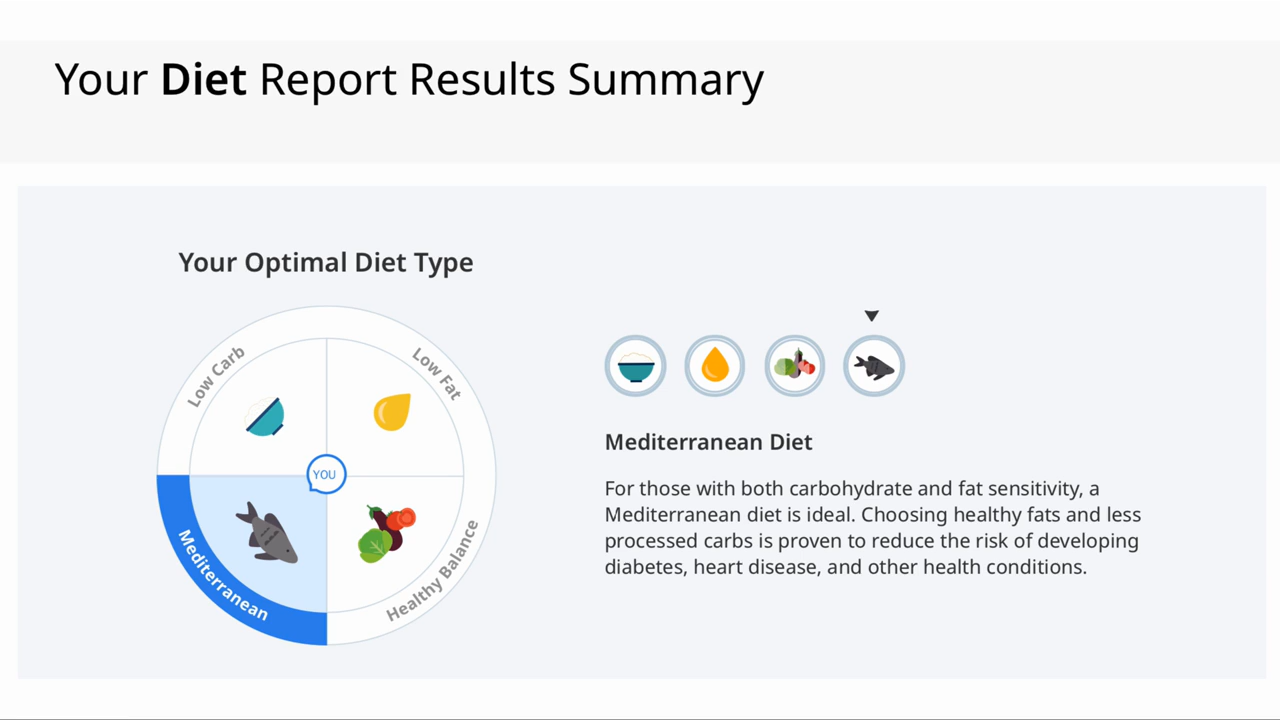 Your Diet Report Results Summary
Your Optimal Diet Type
Low Carb
Low Fat
YOU
Mediterranean
Healthy Balance
Mediterranean Diet
For those with both carbohydrate and fat sensitivity, a
Mediterranean diet is ideal. Choosing healthy fats and less
processed carbs is proven to reduce the risk of developing
diabetes, heart disease, and other health conditions.